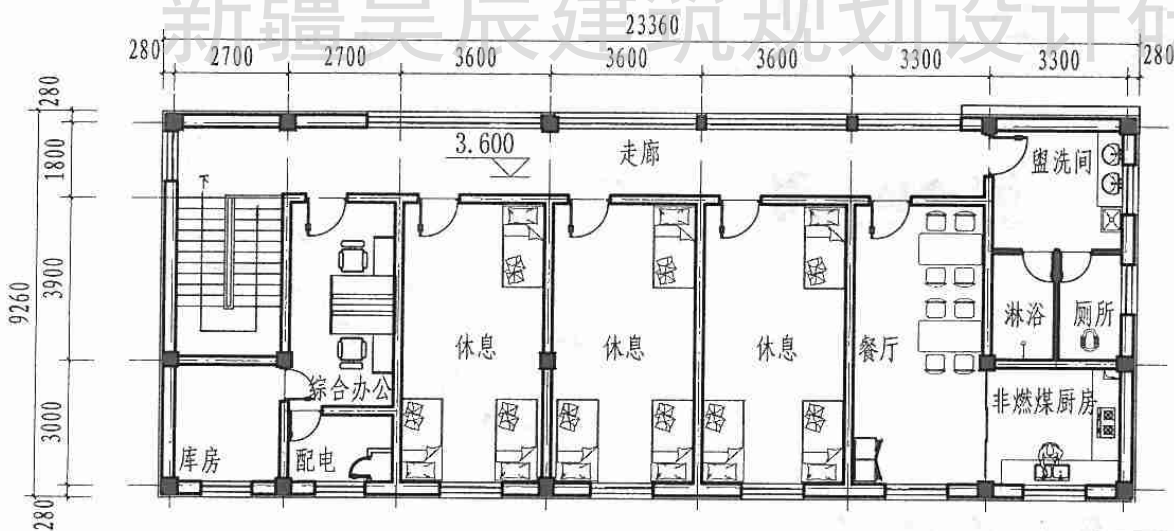 新疆昊辰建筑规划设计研
23360
280 2700 2700 3600 3600 3600 3300 3300 280
280
1800
3900
3000
280
9260
3.600
走廊
盥洗间
下
淋浴
厕所
休息
休息
休息
餐厅
综合办公
非燃煤厨房
库房
配电